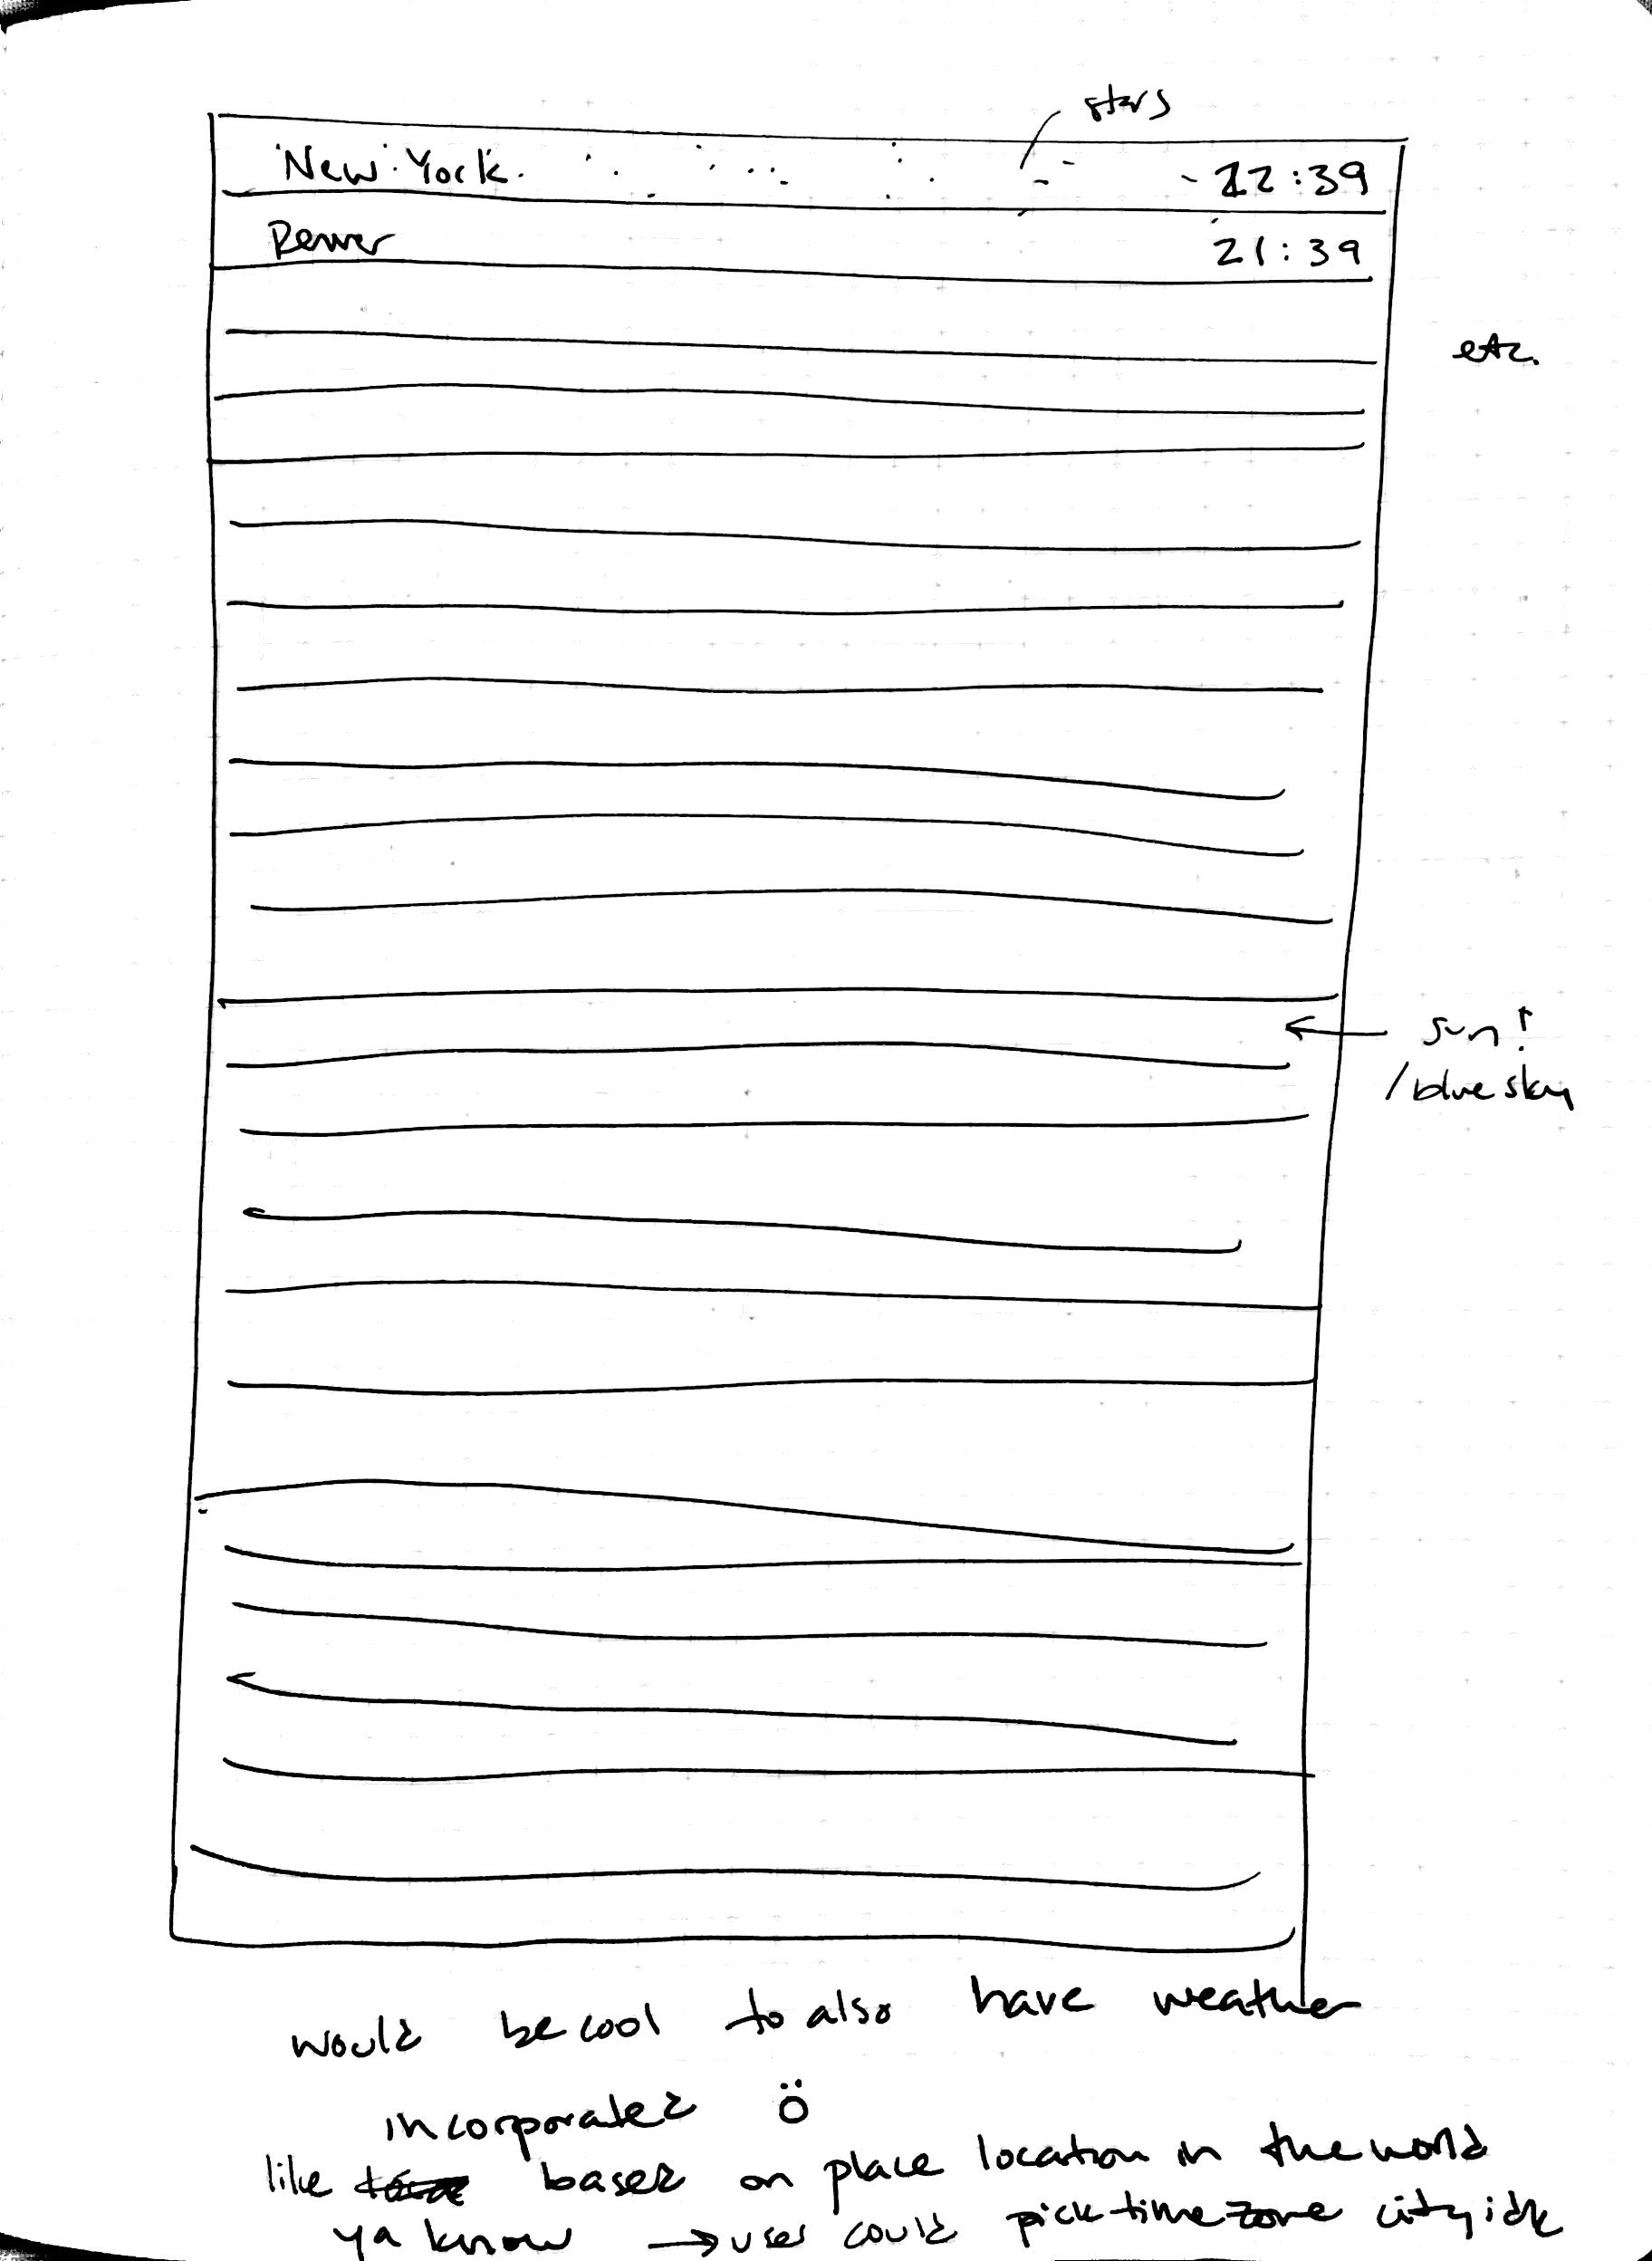 stars
New York 22:39
Denver 21:39
etc.
sun!
/blue sky
would be cool to also have weather
incorporated ö
like based on place location in the world
ya know → user could pick time zone city idk